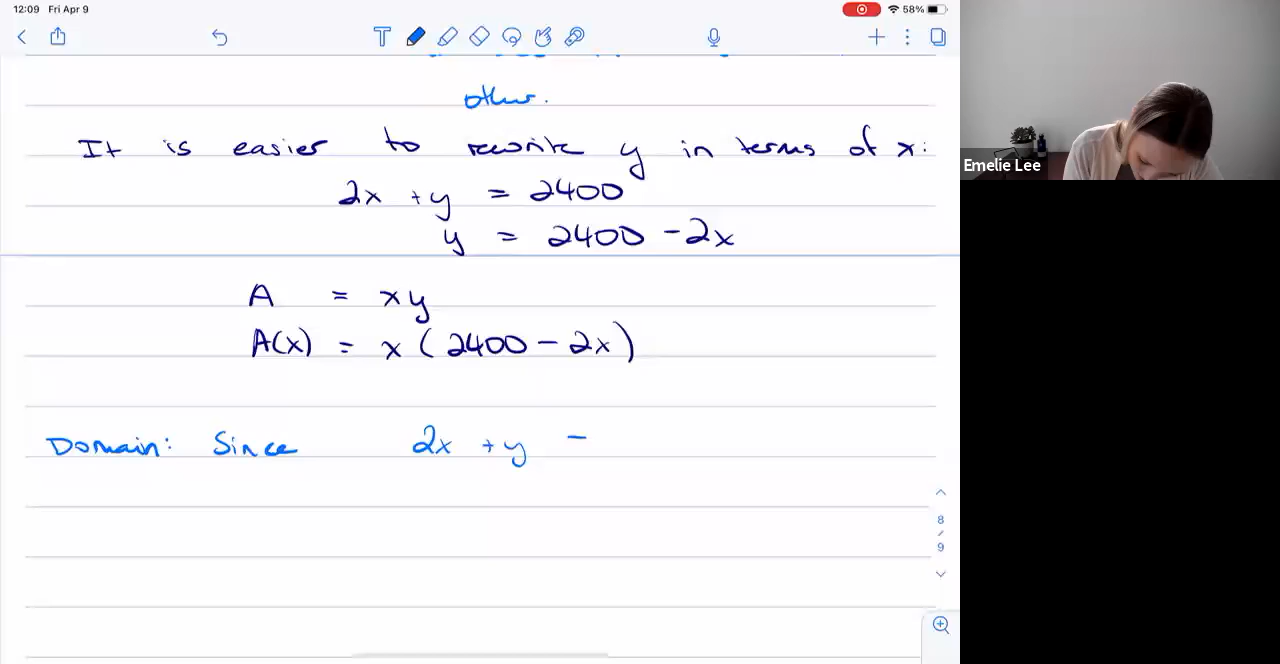 12:09 Fri Apr 9
58%
T
other.
It is easier to rewrite y in terms of x:
2x + y = 2400
y = 2400 - 2x
A = xy
A(x) = x (2400 - 2x)
Domain: Since 2x + y -
8
/
9
Emelie Lee